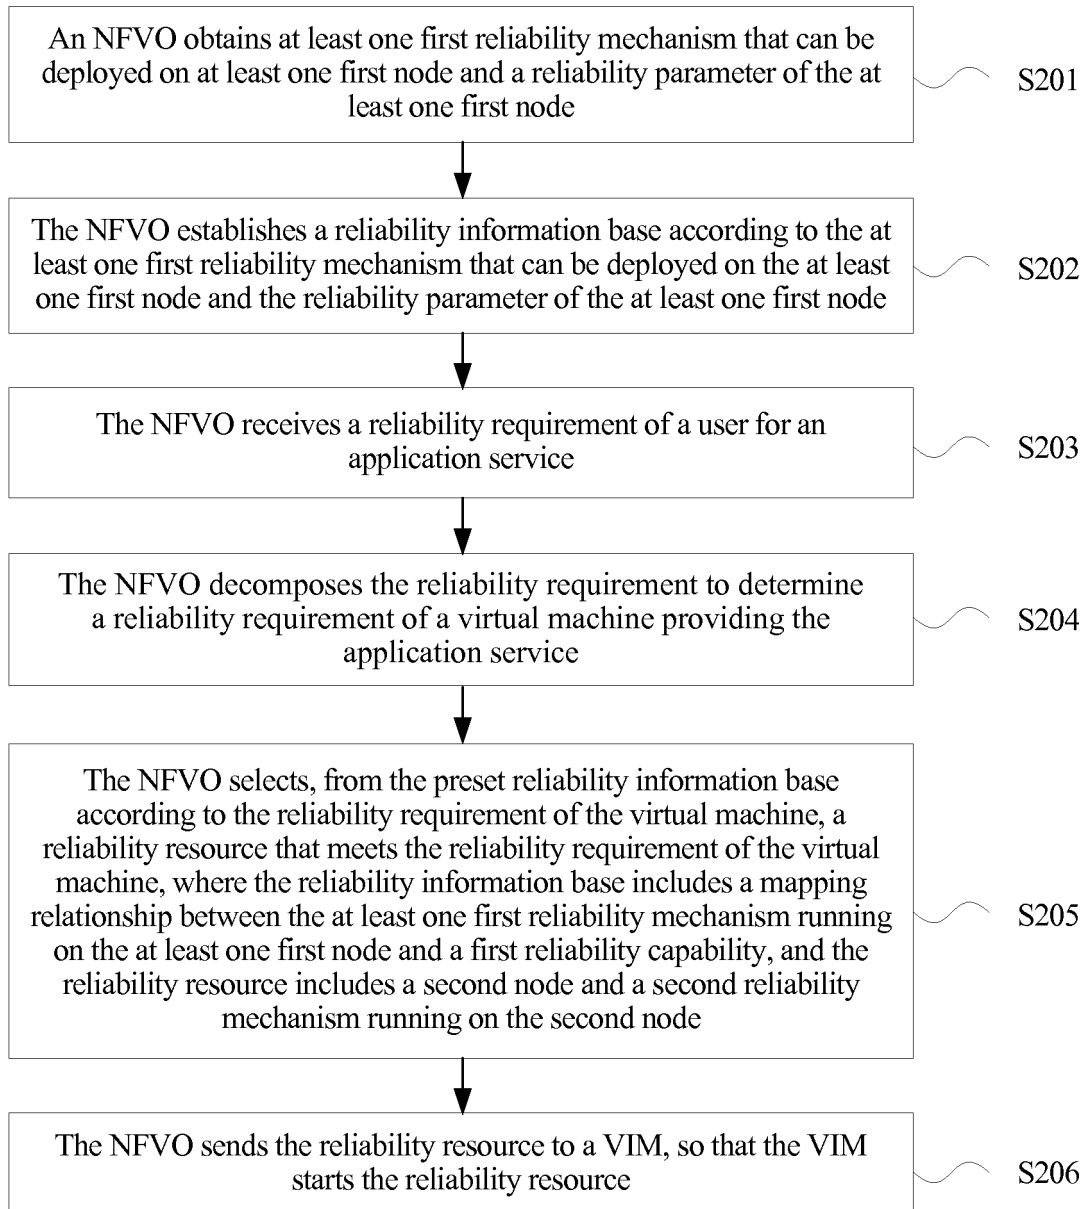 An NFVO obtains at least one first reliability mechanism that can be
deployed on at least one first node and a reliability parameter of the at
least one first node
S201
The NFVO establishes a reliability information base according to the at
least one first reliability mechanism that can be deployed on the at least
one first node and the reliability parameter of the at least one first node
S202
The NFVO receives a reliability requirement of a user for an
application service
S203
The NFVO decomposes the reliability requirement to determine
a reliability requirement of a virtual machine providing the
application service
S204
The NFVO selects, from the preset reliability information base
according to the reliability requirement of the virtual machine, a
reliability resource that meets the reliability requirement of the virtual
machine, where the reliability information base includes a mapping
relationship between the at least one first reliability mechanism running
on the at least one first node and a first reliability capability, and the
reliability resource includes a second node and a second reliability
mechanism running on the second node
S205
The NFVO sends the reliability resource to a VIM, so that the VIM
starts the reliability resource
S206